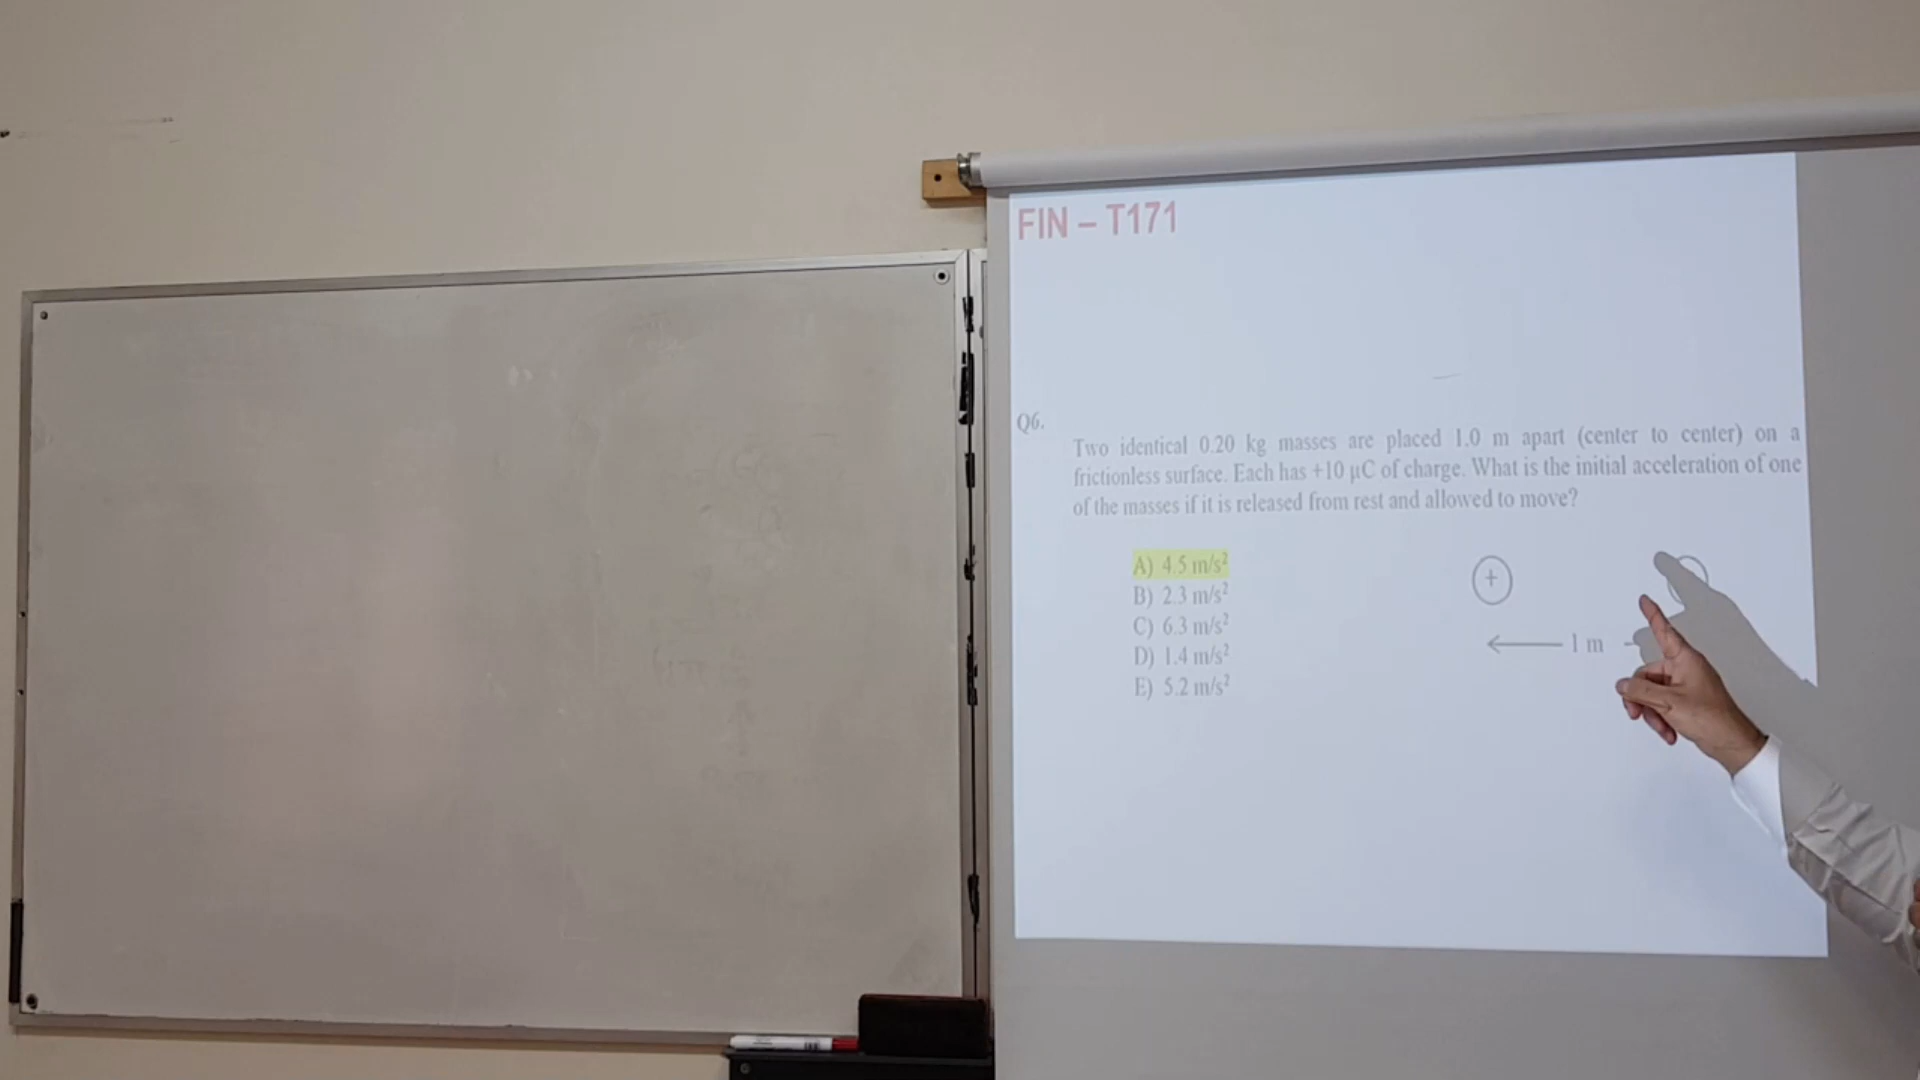 FIN – T171
Q6.
Two identical 0.20 kg masses are placed 1.0 m apart (center to center) on a
frictionless surface. Each has +10 μC of charge. What is the initial acceleration of one
of the masses if it is released from rest and allowed to move?
A) 4.5 m/s²
B) 2.3 m/s²
C) 6.3 m/s²
D) 1.4 m/s²
E) 5.2 m/s²
+
1 m